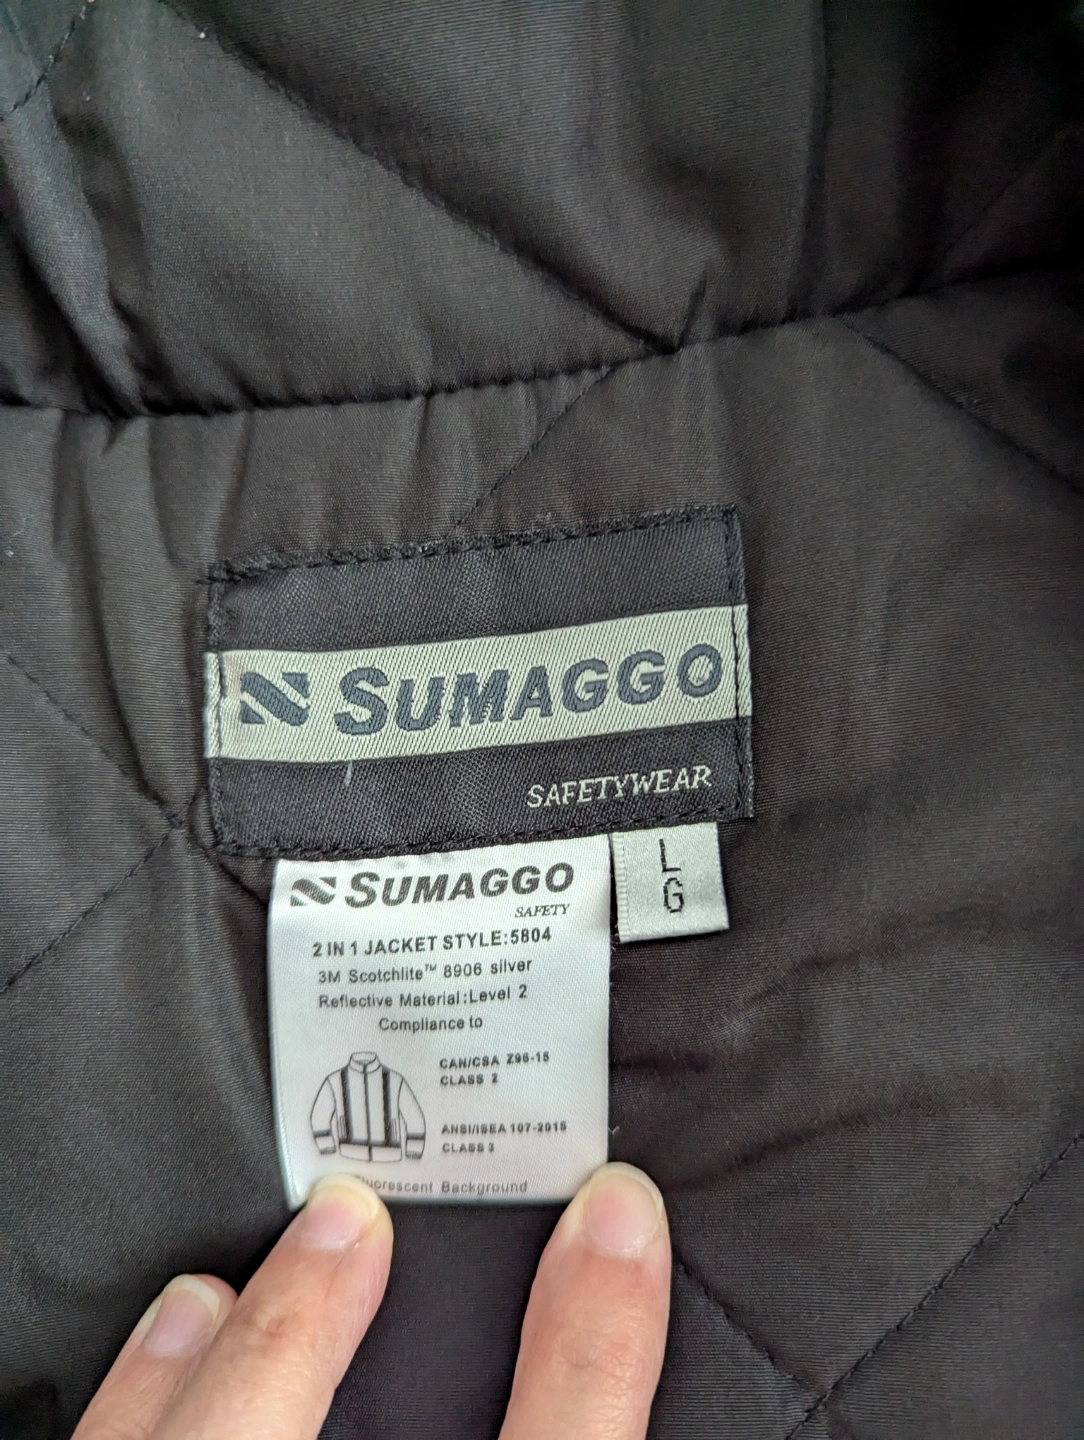 SUMAGGO
SAFETYWEAR
L
G
SUMAGGO
SAFETY
2 IN 1 JACKET STYLE:5804
3M Scotchlite™ 8906 silver
Reflective Material:Level 2
Compliance to
CAN/CSA Z96-15
CLASS 2
ANSI/ISEA 107-2015
CLASS 3
Background